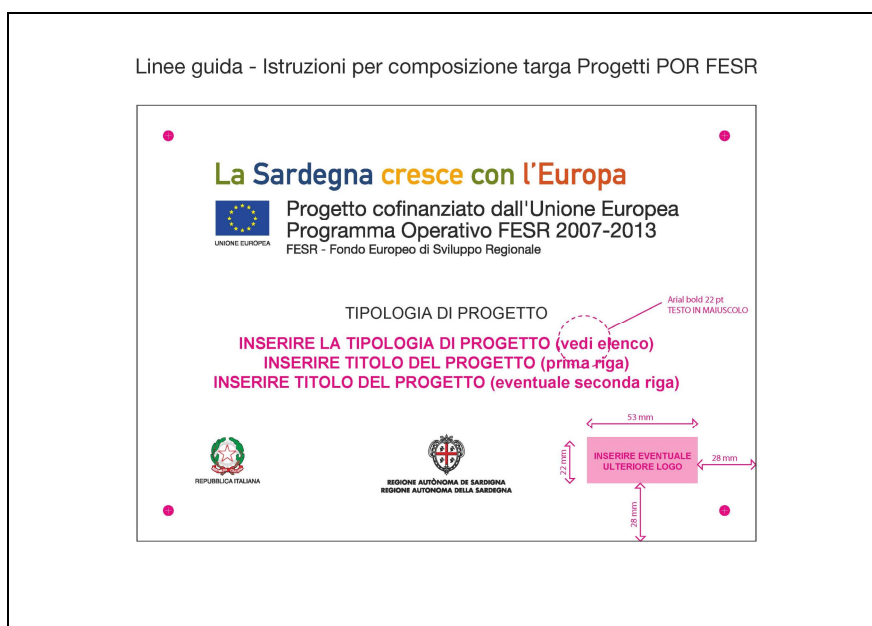 Linee guida - Istruzioni per composizione targa Progetti POR FESR
La Sardegna cresce con l'Europa
Progetto cofinanziato dall'Unione Europea
Programma Operativo FESR 2007-2013
FESR - Fondo Europeo di Sviluppo Regionale
UNIONE EUROPEA
Arial bold 22 pt
TESTO IN MAIUSCOLO
TIPOLOGIA DI PROGETTO
INSERIRE LA TIPOLOGIA DI PROGETTO (vedi elenco)
INSERIRE TITOLO DEL PROGETTO (prima riga)
INSERIRE TITOLO DEL PROGETTO (eventuale seconda riga)
53 mm
22 mm
INSERIRE EVENTUALE
ULTERIORE LOGO
28 mm
28 mm
REPUBBLICA ITALIANA
REGIONE AUTÒNOMA DE SARDIGNA
REGIONE AUTONOMA DELLA SARDEGNA